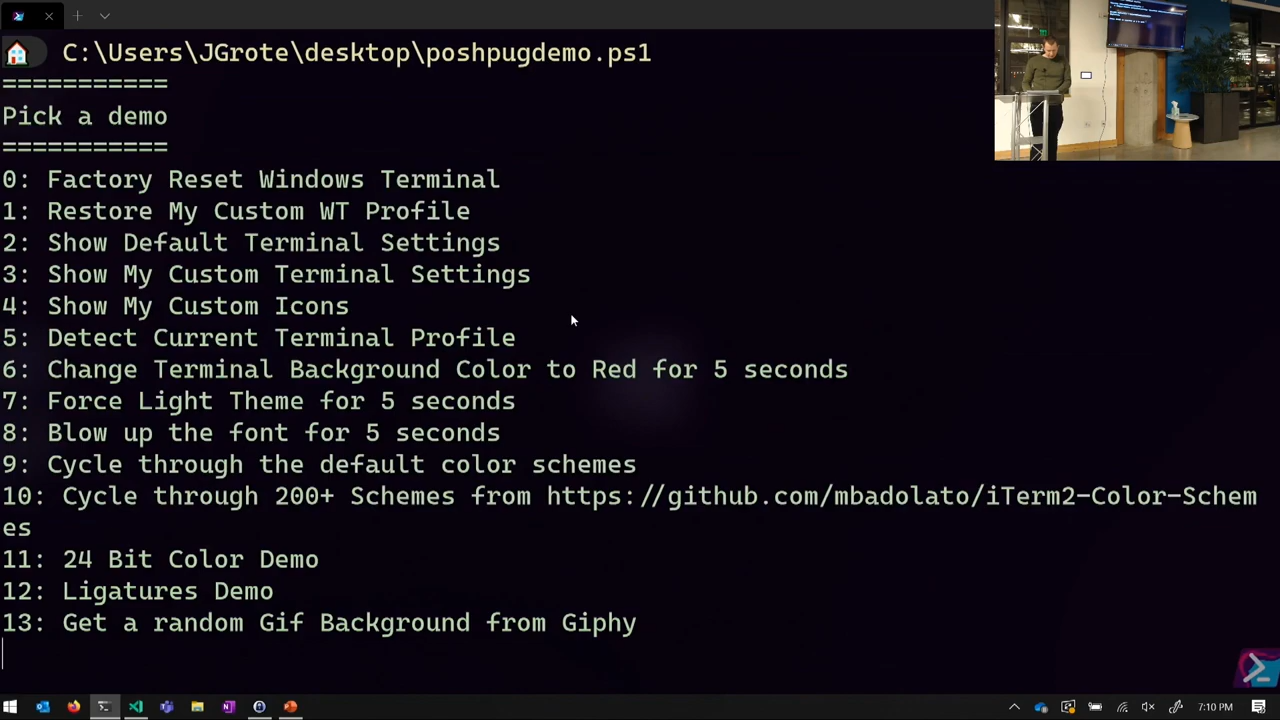 C:\Users\JGrote\desktop\poshpugdemo.ps1
===========
Pick a demo
===========
0: Factory Reset Windows Terminal
1: Restore My Custom WT Profile
2: Show Default Terminal Settings
3: Show My Custom Terminal Settings
4: Show My Custom Icons
5: Detect Current Terminal Profile
6: Change Terminal Background Color to Red for 5 seconds
7: Force Light Theme for 5 seconds
8: Blow up the font for 5 seconds
9: Cycle through the default color schemes
10: Cycle through 200+ Schemes from https://github.com/mbadolato/iTerm2-Color-Schem
es
11: 24 Bit Color Demo
12: Ligatures Demo
13: Get a random Gif Background from Giphy
7:10 PM